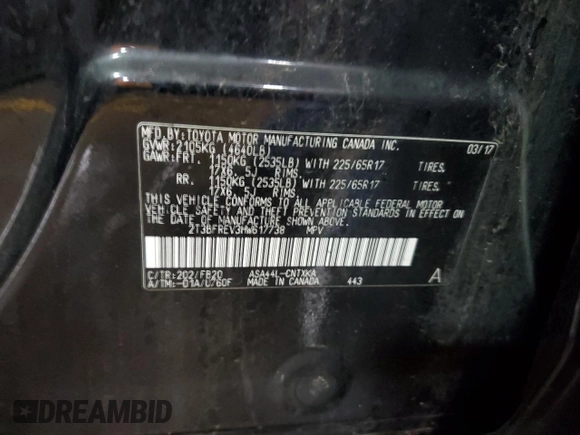 MFD.BY:TOYOTA MOTOR MANUFACTURING CANADA INC.
GVWR:2105KG (4640LB) 03/17
GAWR:FRT. 1150KG (2535LB) WITH 225/65R17 TIRES.
17X6.5J RIMS.
RR. 1150KG (2535LB) WITH 225/65R17 TIRES.
17X6.5J RIMS.
THIS VEHICLE CONFORMS TO ALL APPLICABLE FEDERAL MOTOR
VEHICLE SAFETY AND THEFT PREVENTION STANDARDS IN EFFECT ON
THE DATE OF MANUFACTURE SHOWN ABOVE.
2T3BFREV3HW617738 MPV
C/TR:202/FB20 ASA44L-CNTXKA
A/TM:-01A/U760F MADE IN CANADA 443 A
DREAMBID